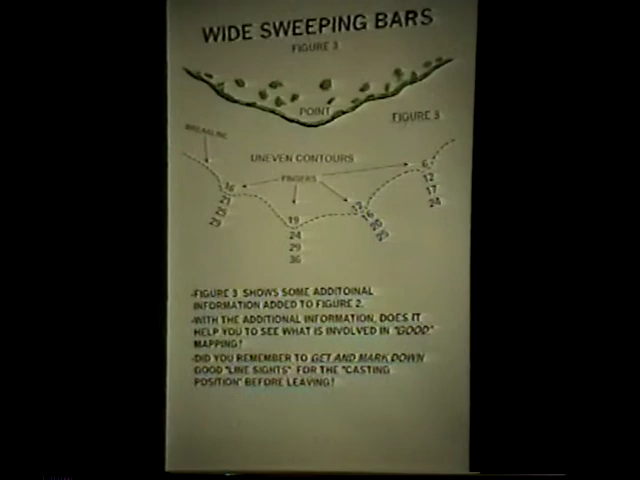 WIDE SWEEPING BARS
FIGURE 3
POINT
FIGURE 3
BREAKLINE
UNEVEN CONTOURS
FINGERS
16
19
24
29
36
6
12
17
24
-FIGURE 3 SHOWS SOME ADDITOINAL
INFORMATION ADDED TO FIGURE 2.
-WITH THE ADDITIONAL INFORMATION, DOES IT
HELP YOU TO SEE WHAT IS INVOLVED IN "GOOD"
MAPPING?
-DID YOU REMEMBER TO GET AND MARK DOWN
GOOD "LINE SIGHTS" FOR THE "CASTING
POSITION" BEFORE LEAVING?